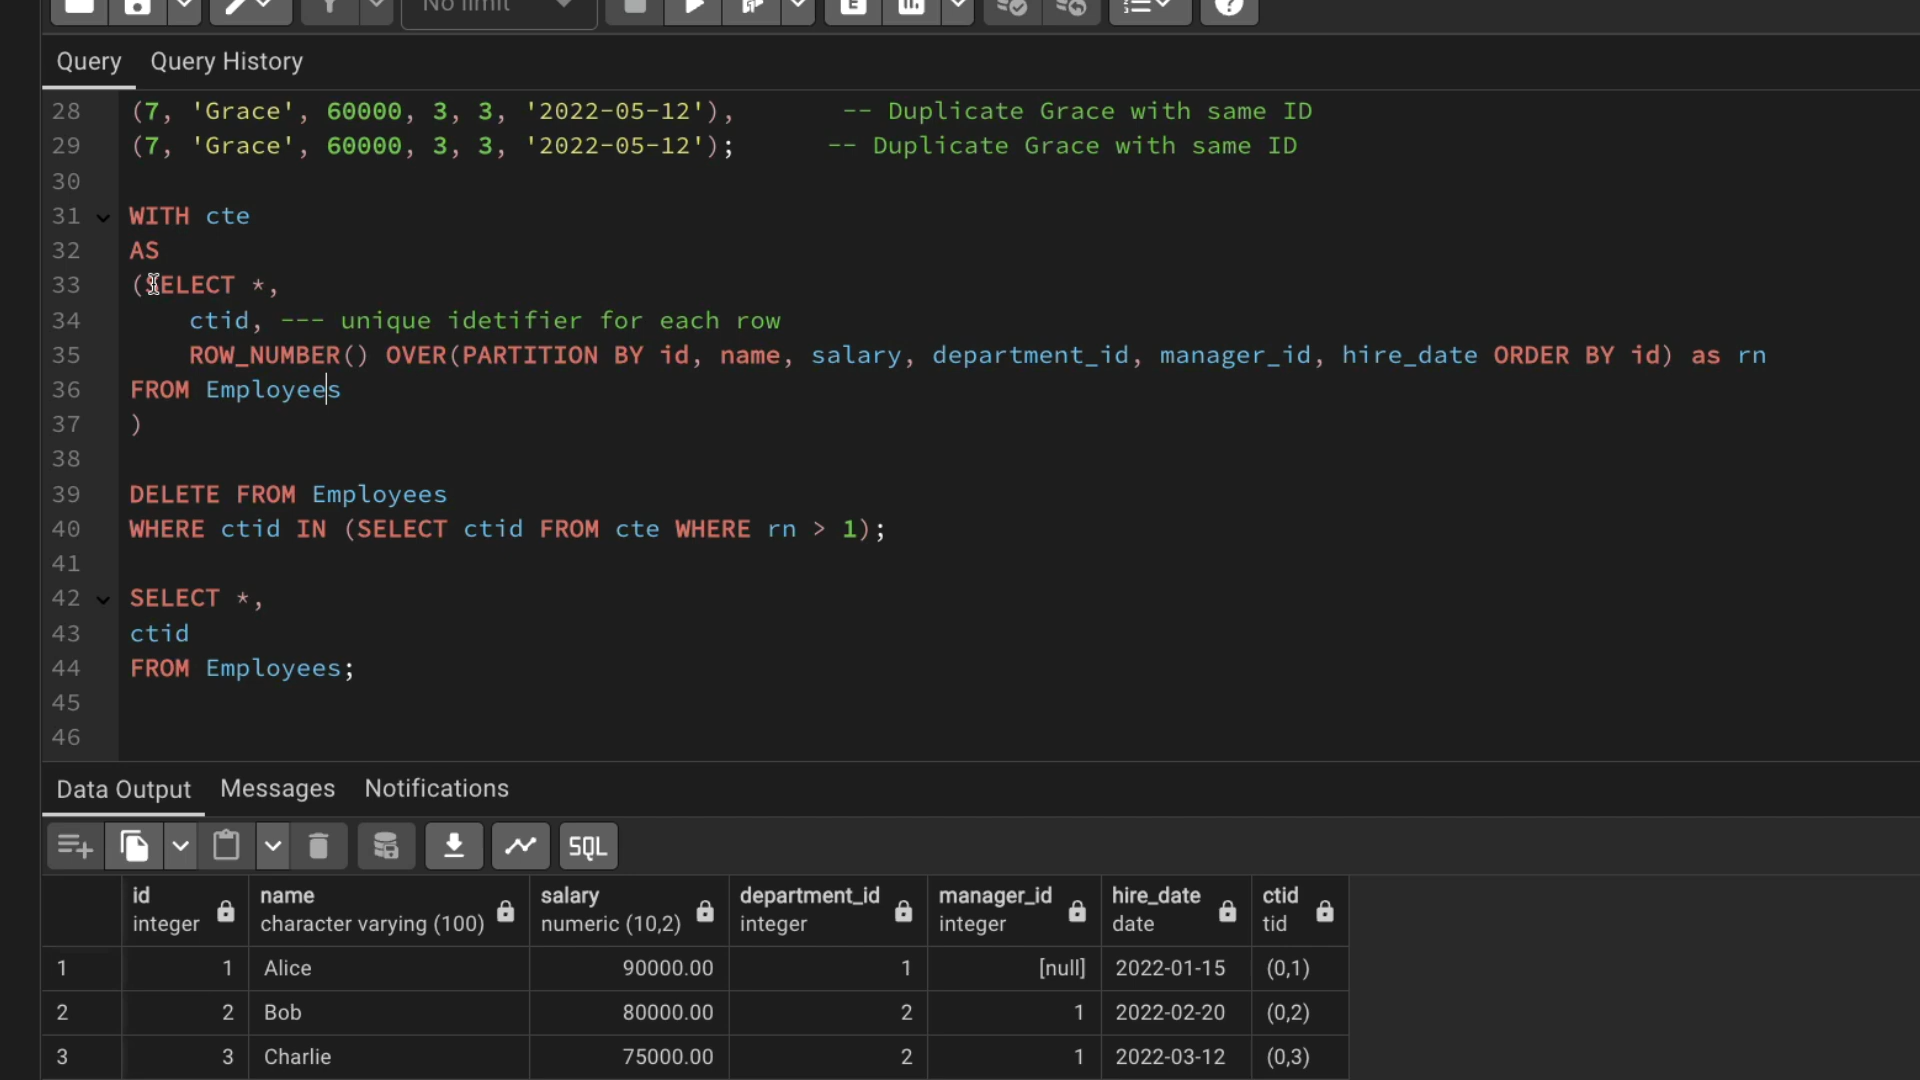 No limit
Query Query History
28 (7, 'Grace', 60000, 3, 3, '2022-05-12'), -- Duplicate Grace with same ID
29 (7, 'Grace', 60000, 3, 3, '2022-05-12'); -- Duplicate Grace with same ID
30
31 WITH cte
32 AS
33 (SELECT *,
34 ctid, --- unique idetifier for each row
35 ROW_NUMBER() OVER(PARTITION BY id, name, salary, department_id, manager_id, hire_date ORDER BY id) as rn
36 FROM Employees
37 )
38
39 DELETE FROM Employees
40 WHERE ctid IN (SELECT ctid FROM cte WHERE rn > 1);
41
42 SELECT *,
43 ctid
44 FROM Employees;
45
46
Data Output Messages Notifications
SQL
id name salary department_id manager_id hire_date ctid
integer character varying (100) numeric (10,2) integer integer date tid
1 1 Alice 90000.00 1 [null] 2022-01-15 (0,1)
2 2 Bob 80000.00 2 1 2022-02-20 (0,2)
3 3 Charlie 75000.00 2 1 2022-03-12 (0,3)